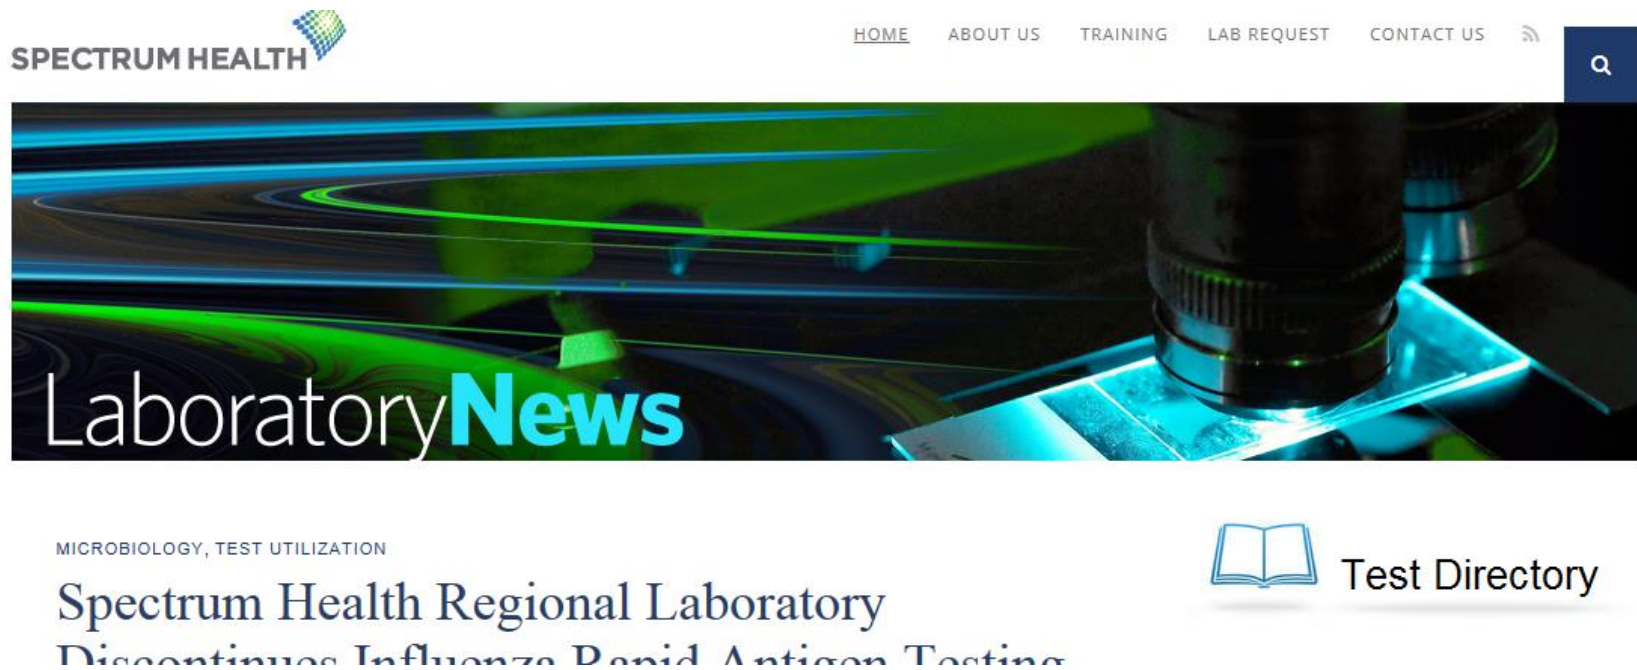 SPECTRUM HEALTH
HOME ABOUT US TRAINING LAB REQUEST CONTACT US
LaboratoryNews
MICROBIOLOGY, TEST UTILIZATION
Spectrum Health Regional Laboratory
Discontinues Influenza Rapid Antigen Testing
Test Directory